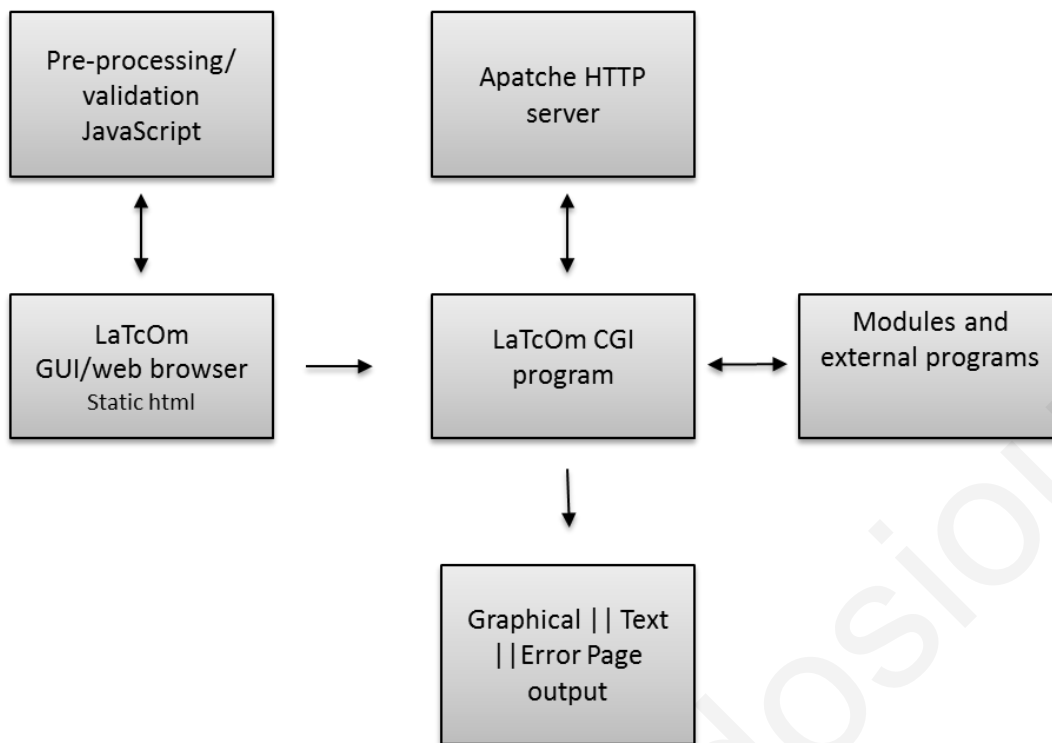 Pre-processing/
validation
JavaScript
Apatche HTTP
server
LaTcOm
GUI/web browser
Static html
LaTcOm CGI
program
Modules and
external programs
Graphical || Text
||Error Page
output